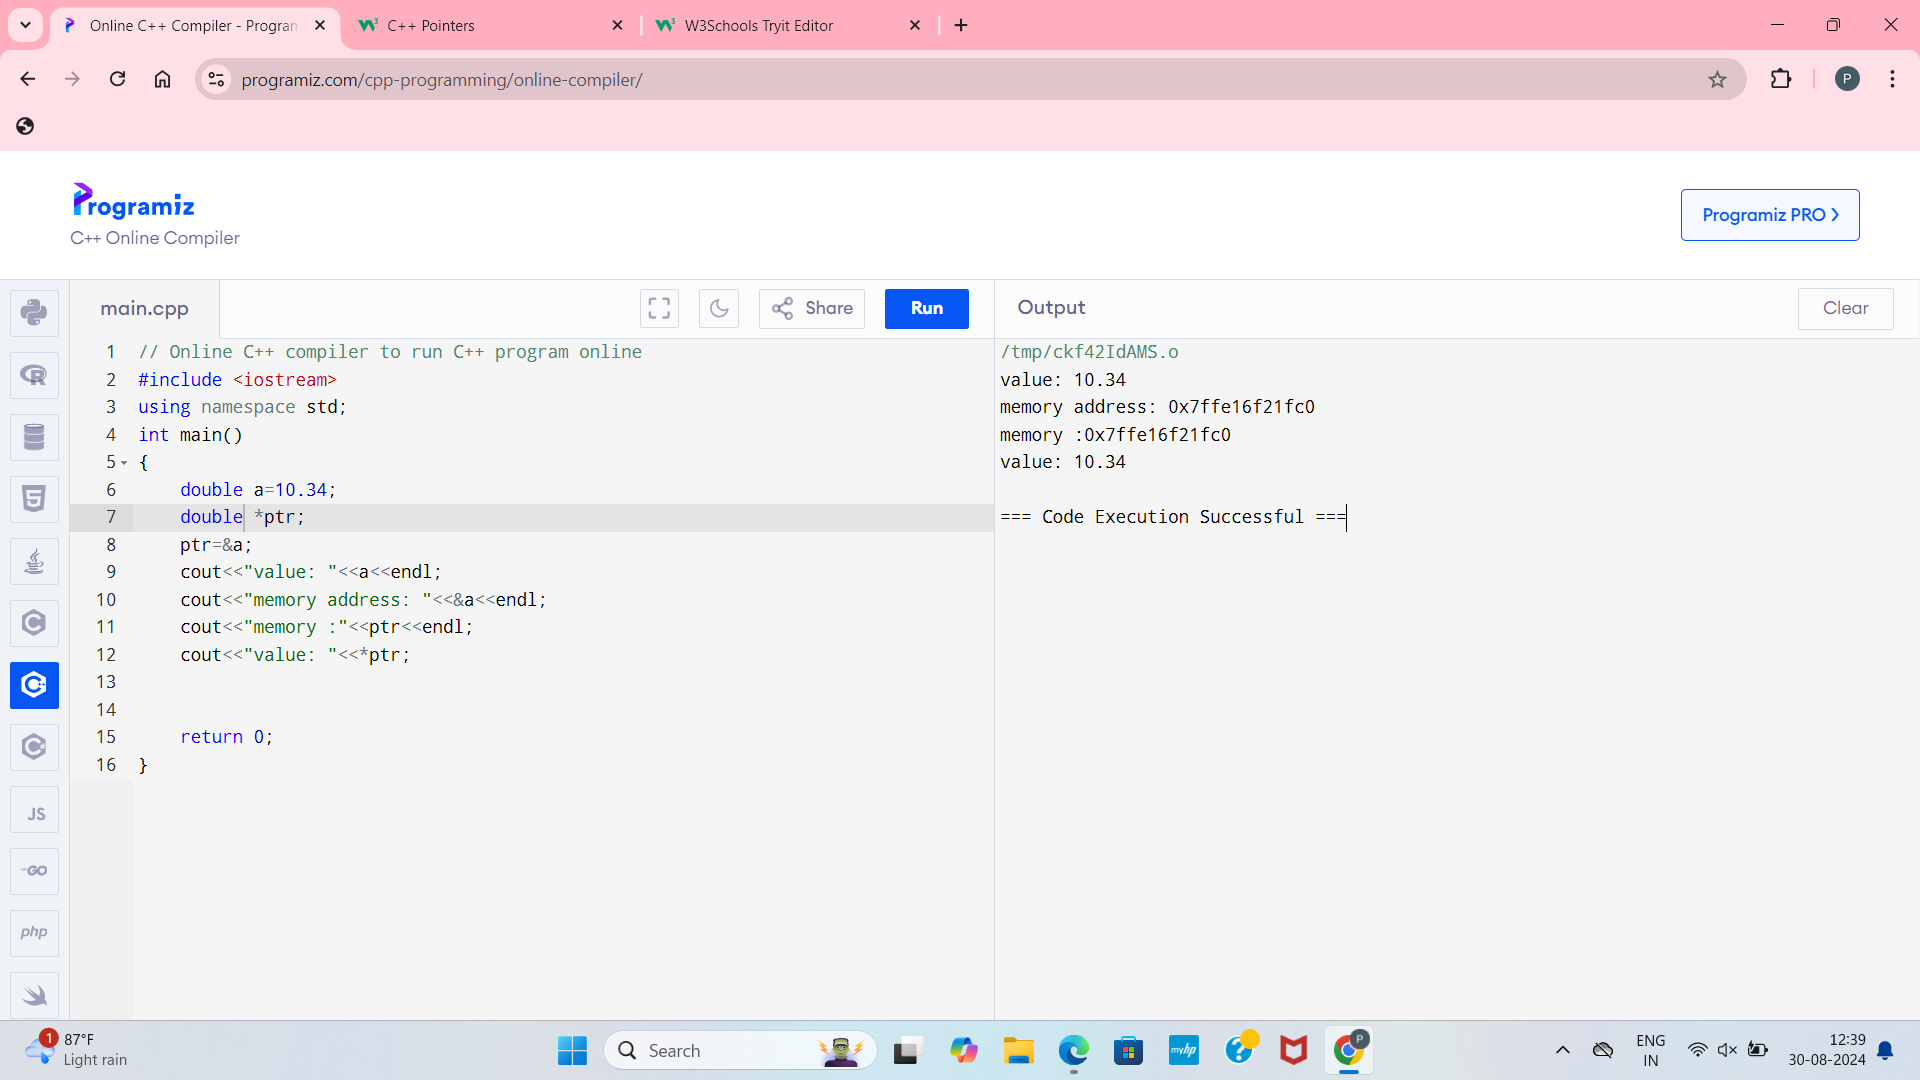 Online C++ Compiler - Program
C++ Pointers
W3Schools Tryit Editor
programiz.com/cpp-programming/online-compiler/
P
Programiz
C++ Online Compiler
Programiz PRO
main.cpp
Share
Run
Output
Clear
1 // Online C++ compiler to run C++ program online
2 #include <iostream>
3 using namespace std;
4 int main()
5 {
6 double a=10.34;
7 double *ptr;
8 ptr=&a;
9 cout<<"value: "<<a<<endl;
10 cout<<"memory address: "<<&a<<endl;
11 cout<<"memory :"<<ptr<<endl;
12 cout<<"value: "<<*ptr;
13
14
15 return 0;
16 }
/tmp/ckf42IdAMS.o
value: 10.34
memory address: 0x7ffe16f21fc0
memory :0x7ffe16f21fc0
value: 10.34
=== Code Execution Successful ===
R
5
C
C++
C#
JS
GO
php
1
87°F
Light rain
Search
myhp
P
ENG
IN
12:39
30-08-2024